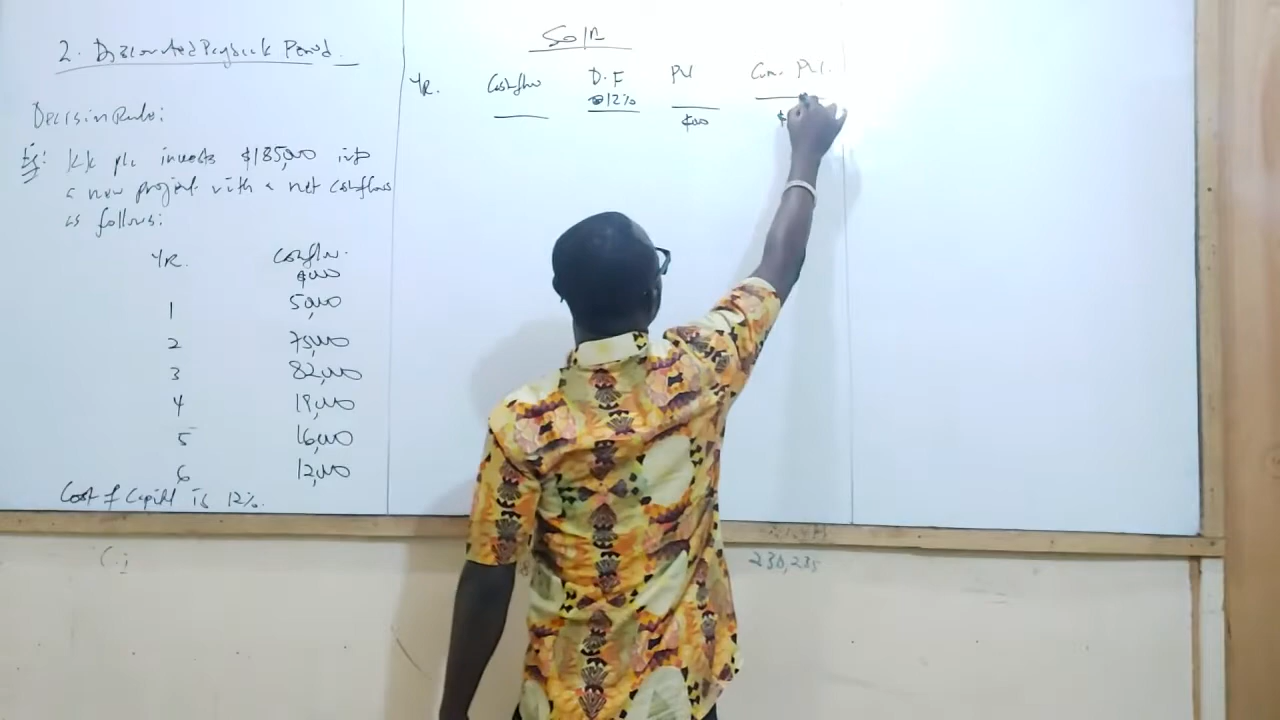 2. Discounted Payback Period.
Decision Rule:
Eg: KK plc invests $185,000 into
a new project with a net cashflows
as follows:
YR. Cashflw.
$000
1 5,000
2 75,000
3 82,000
4 19,000
5 16,000
6 12,000
Cost of Capital is 12%.
Soln
YR. Cashflw D.F PV Cum. PV.
@12%
$000 $
(i
230,235